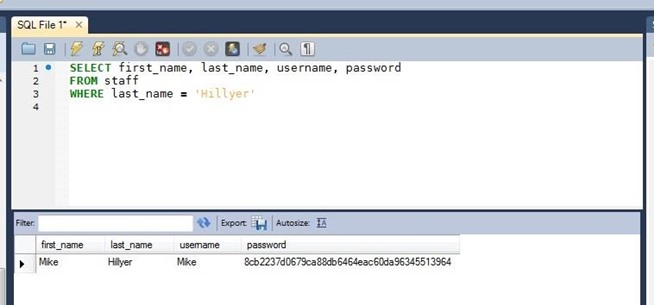 SQL File 1* ×
1 SELECT first_name, last_name, username, password
2 FROM staff
3 WHERE last_name = 'Hillyer'
4
Filter: Export: Autosize:
first_name last_name username password
Mike Hillyer Mike 8cb2237d0679ca88db6464eac60da96345513964